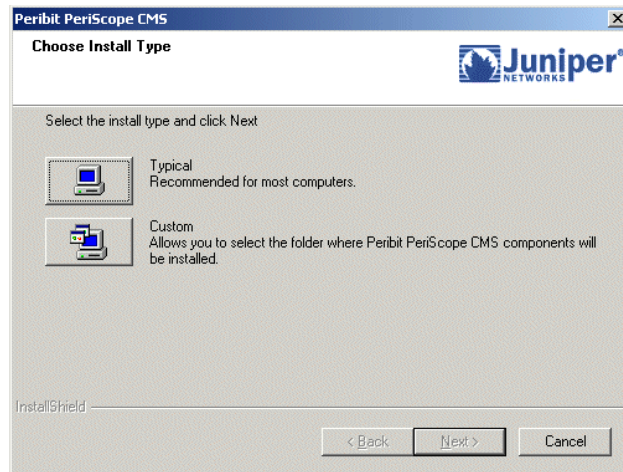 Peribit PeriScope CMS
Choose Install Type
Juniper®
NETWORKS
Select the install type and click Next
Typical
Recommended for most computers.
Custom
Allows you to select the folder where Peribit PeriScope CMS components will
be installed.
InstallShield
< Back
Next >
Cancel